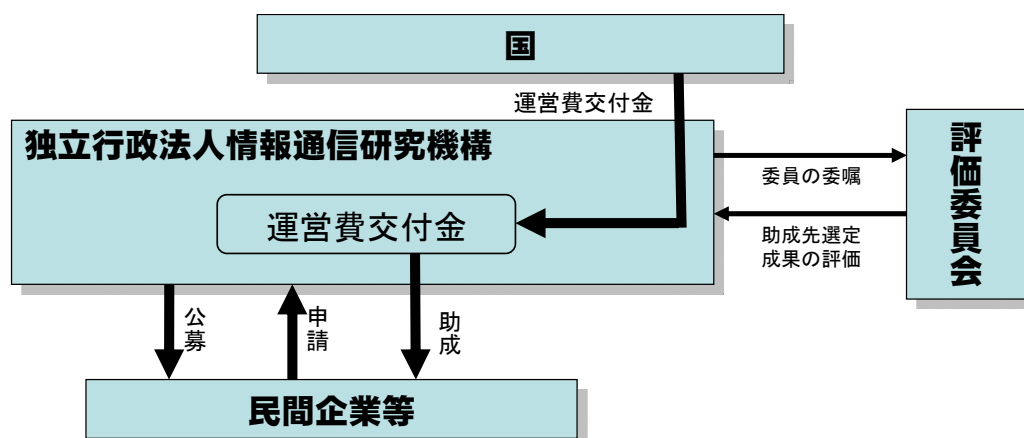 国
運営費交付金
独立行政法人情報通信研究機構
運営費交付金
委員の委嘱
助成先選定
成果の評価
評価委員会
公募
申請
助成
民間企業等